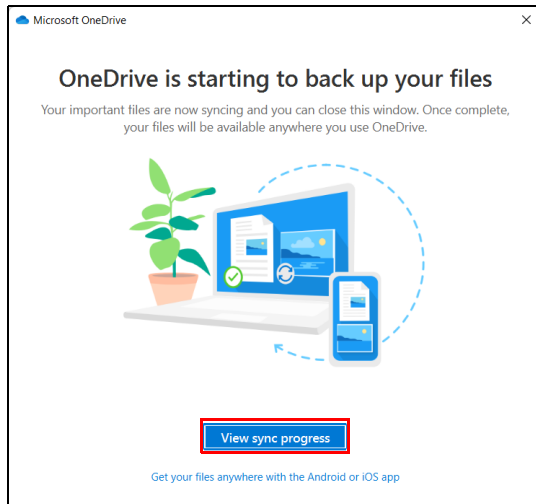 Microsoft OneDrive
OneDrive is starting to back up your files
Your important files are now syncing and you can close this window. Once complete,
your files will be available anywhere you use OneDrive.
View sync progress
Get your files anywhere with the Android or iOS app